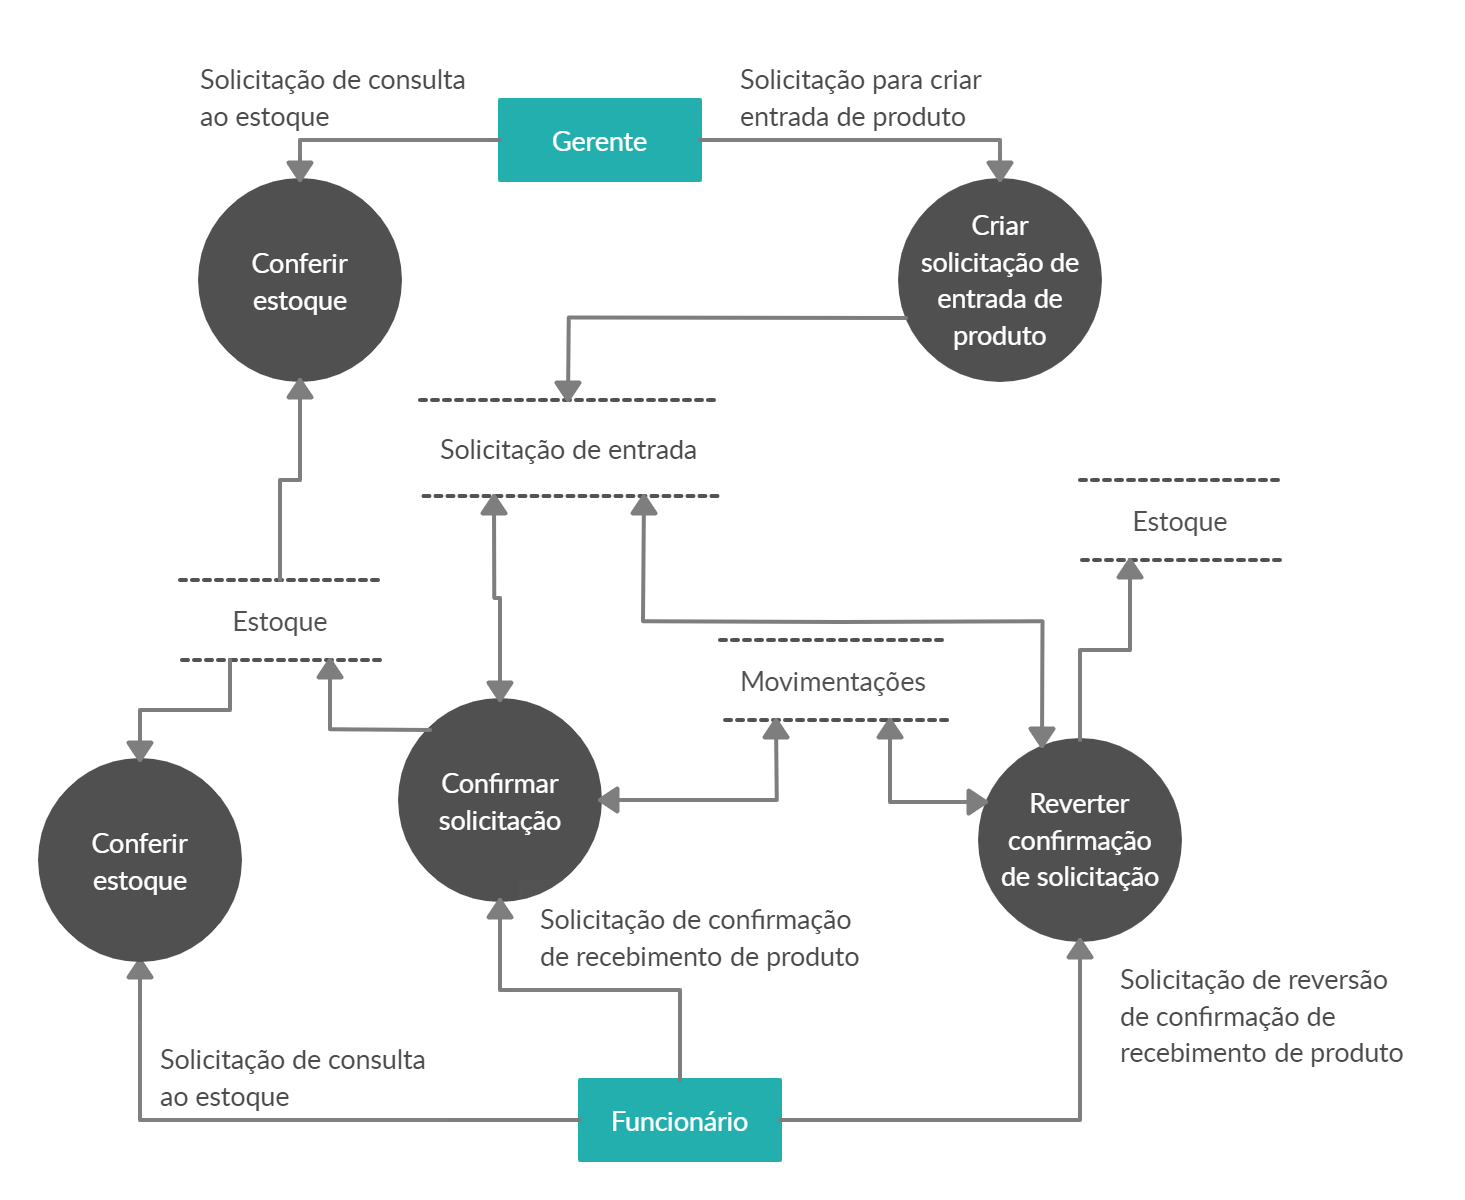 Solicitação de consulta
ao estoque
Solicitação para criar
entrada de produto
Gerente
Conferir
estoque
Criar
solicitação de
entrada de
produto
Solicitação de entrada
Estoque
Estoque
Movimentações
Confirmar
solicitação
Reverter
confirmação
de solicitação
Conferir
estoque
Solicitação de confirmação
de recebimento de produto
Solicitação de reversão
de confirmação de
recebimento de produto
Solicitação de consulta
ao estoque
Funcionário